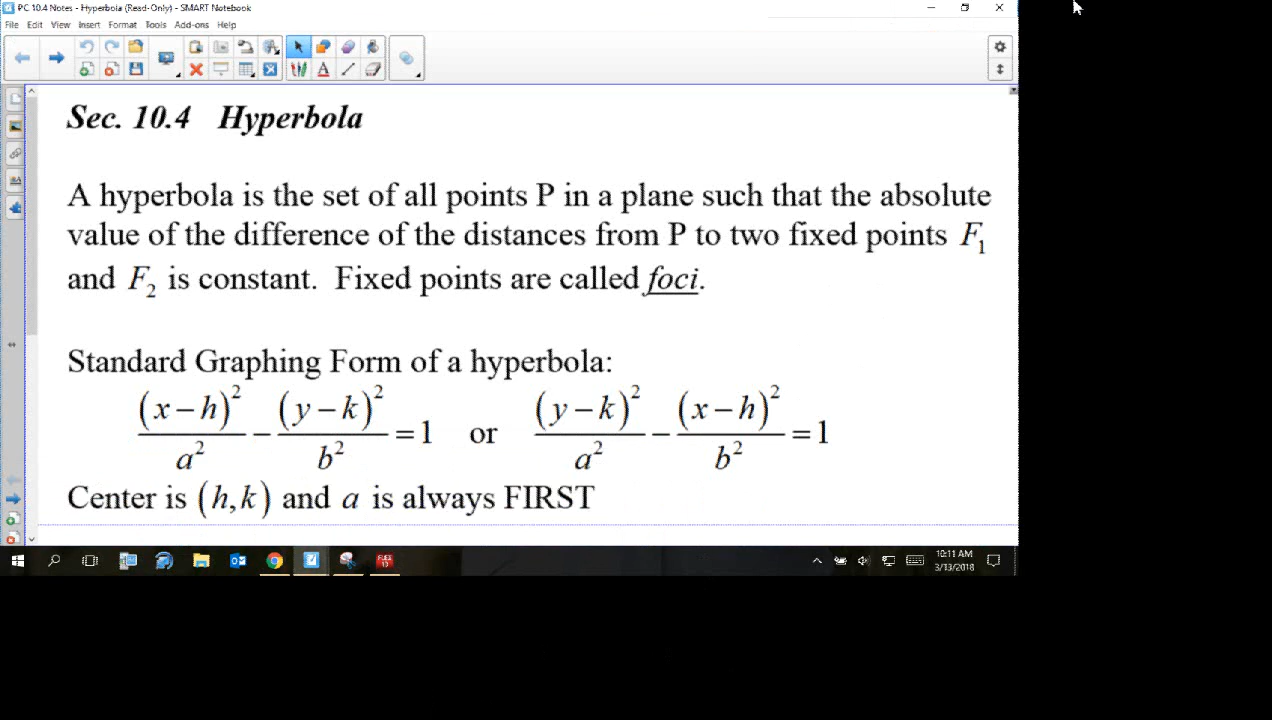 PC 10.4 Notes - Hyperbola (Read-Only) - SMART Notebook
File Edit View Insert Format Tools Add-ons Help
Sec. 10.4 Hyperbola
A hyperbola is the set of all points P in a plane such that the absolute
value of the difference of the distances from P to two fixed points F₁
and F₂ is constant. Fixed points are called foci.
Standard Graphing Form of a hyperbola:
(x−h)²/a² − (y−k)²/b² = 1 or (y−k)²/a² − (x−h)²/b² = 1
Center is (h,k) and a is always FIRST
10:11 AM
3/13/2018